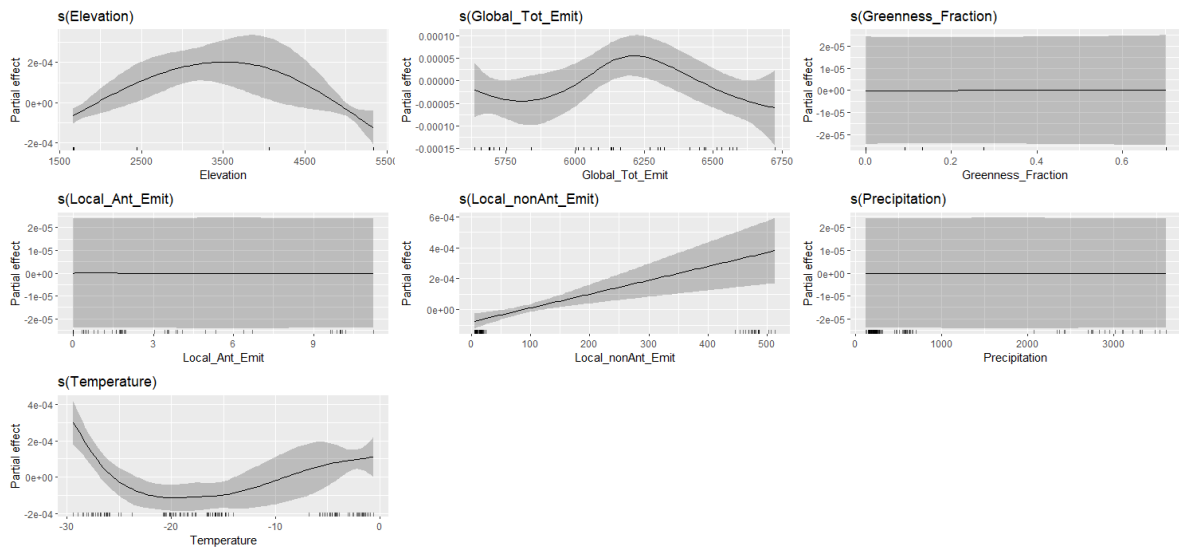 s(Elevation)
Partial effect
2e-04
0e+00
-2e-04
1500 2500 3500 4500 5500
Elevation
s(Global_Tot_Emit)
Partial effect
0.00010
0.00005
0.00000
-0.00005
-0.00010
-0.00015
5750 6000 6250 6500 6750
Global_Tot_Emit
s(Greenness_Fraction)
Partial effect
2e-05
1e-05
0e+00
-1e-05
-2e-05
0.0 0.2 0.4 0.6
Greenness_Fraction
s(Local_Ant_Emit)
Partial effect
2e-05
1e-05
0e+00
-1e-05
-2e-05
0 3 6 9
Local_Ant_Emit
s(Local_nonAnt_Emit)
Partial effect
6e-04
4e-04
2e-04
0e+00
0 100 200 300 400 500
Local_nonAnt_Emit
s(Precipitation)
Partial effect
2e-05
1e-05
0e+00
-1e-05
-2e-05
0 1000 2000 3000
Precipitation
s(Temperature)
Partial effect
4e-04
2e-04
0e+00
-2e-04
-30 -20 -10 0
Temperature